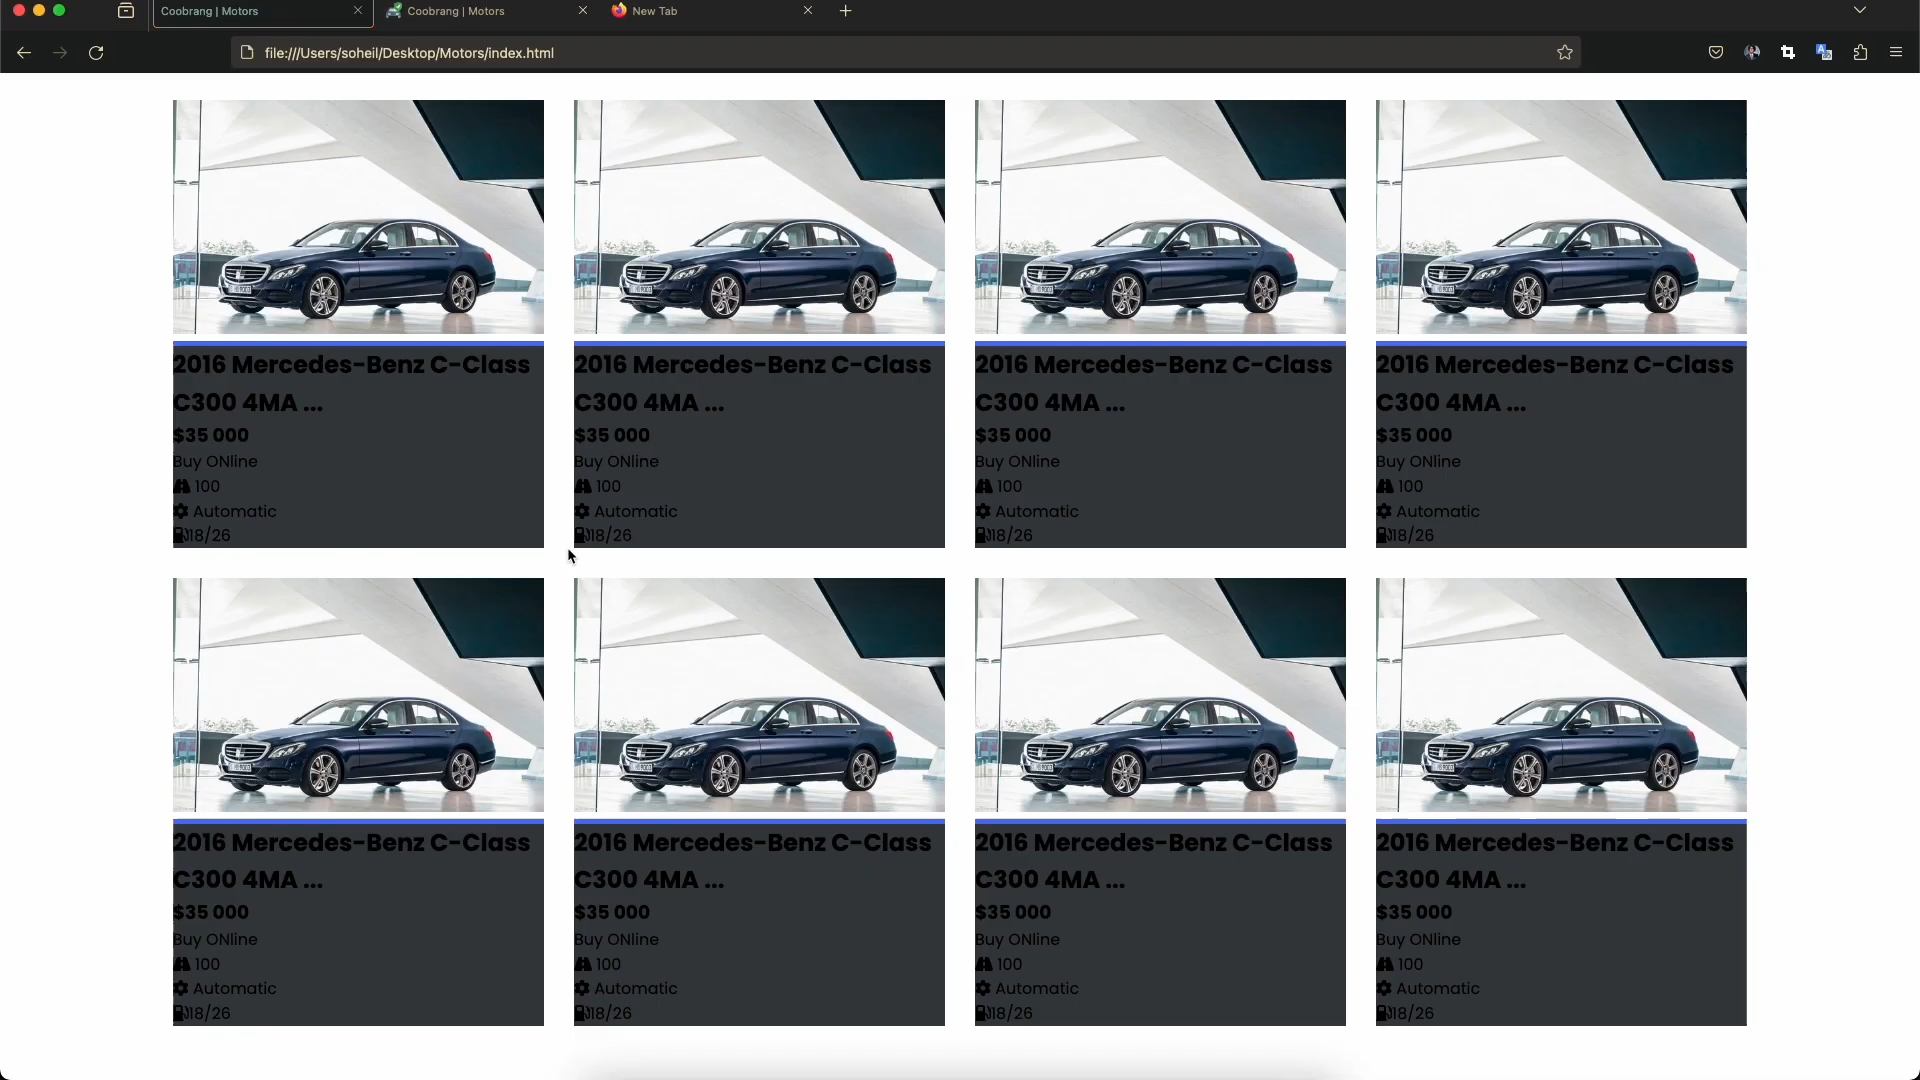 Coobrang | Motors
Coobrang | Motors
New Tab
file:///Users/soheil/Desktop/Motors/index.html
2016 Mercedes-Benz C-Class
C300 4MA ...
$35 000
Buy ONline
100
Automatic
18/26
2016 Mercedes-Benz C-Class
C300 4MA ...
$35 000
Buy ONline
100
Automatic
18/26
2016 Mercedes-Benz C-Class
C300 4MA ...
$35 000
Buy ONline
100
Automatic
18/26
2016 Mercedes-Benz C-Class
C300 4MA ...
$35 000
Buy ONline
100
Automatic
18/26
2016 Mercedes-Benz C-Class
C300 4MA ...
$35 000
Buy ONline
100
Automatic
18/26
2016 Mercedes-Benz C-Class
C300 4MA ...
$35 000
Buy ONline
100
Automatic
18/26
2016 Mercedes-Benz C-Class
C300 4MA ...
$35 000
Buy ONline
100
Automatic
18/26
2016 Mercedes-Benz C-Class
C300 4MA ...
$35 000
Buy ONline
100
Automatic
18/26